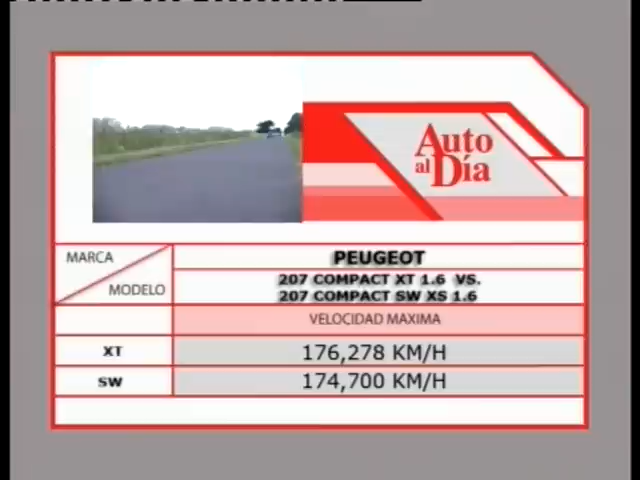 Auto
al Día
MARCA
MODELO
PEUGEOT
207 COMPACT XT 1.6 VS.
207 COMPACT SW XS 1.6
VELOCIDAD MAXIMA
XT 176,278 KM/H
SW 174,700 KM/H